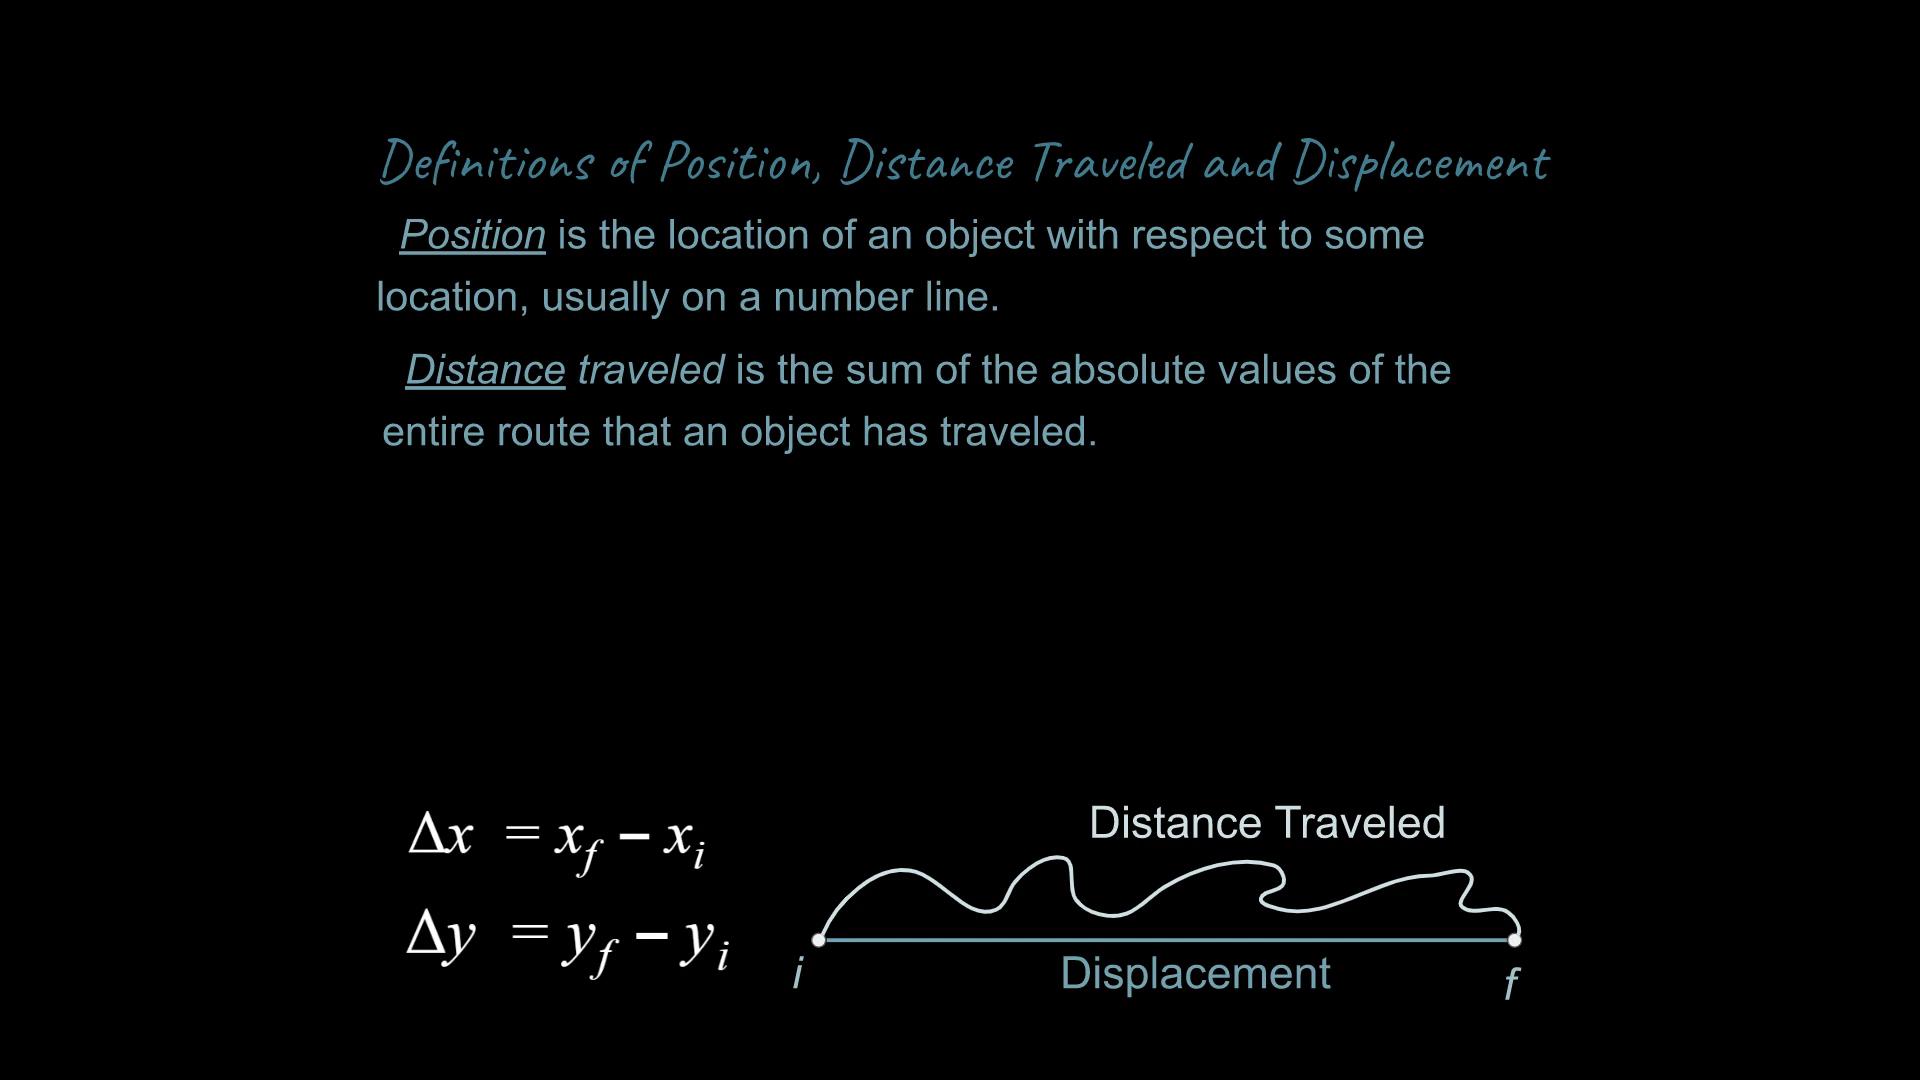 Definitions of Position, Distance Traveled and Displacement
Position is the location of an object with respect to some
location, usually on a number line.
Distance traveled is the sum of the absolute values of the
entire route that an object has traveled.
Δx = x_f – x_i
Δy = y_f – y_i
Distance Traveled
i
Displacement
f